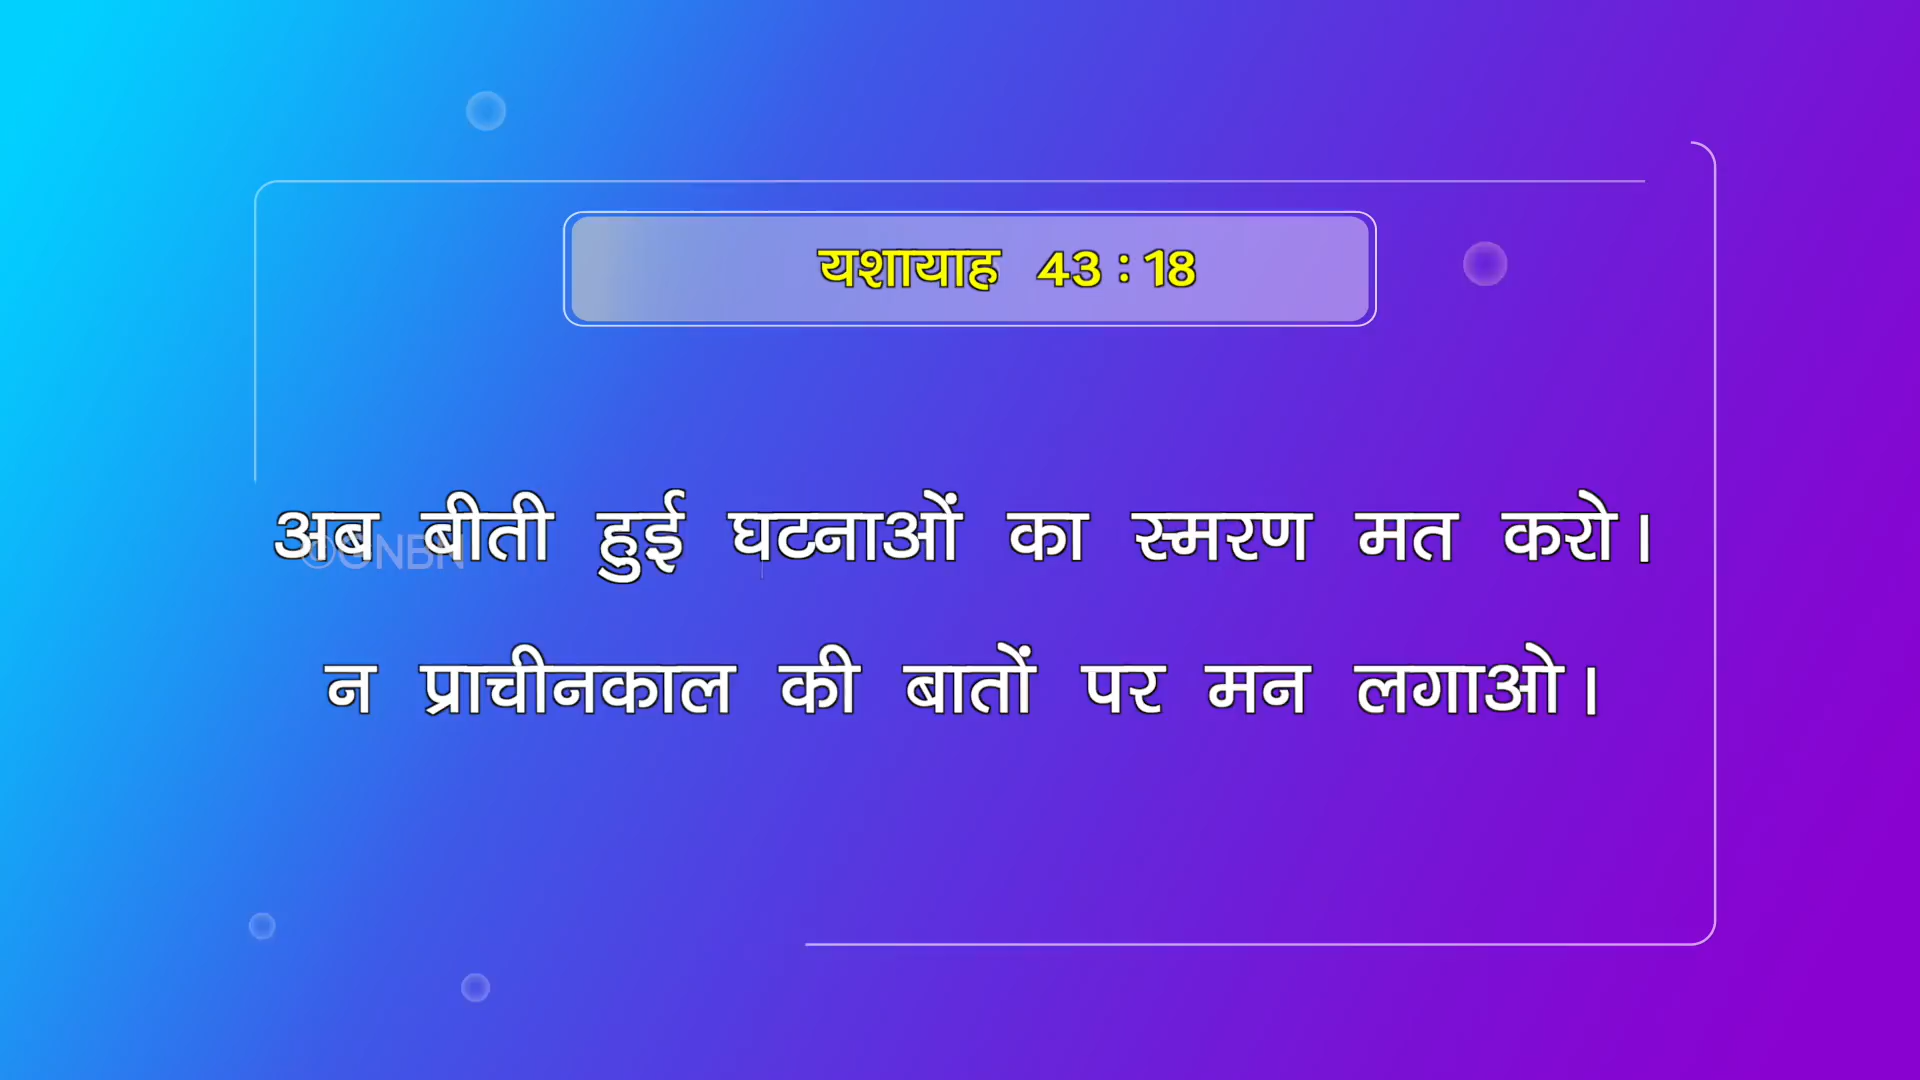 यशायाह 43 : 18
अब बीती हुई घटनाओं का स्मरण मत करो।
न प्राचीनकाल की बातों पर मन लगाओ।